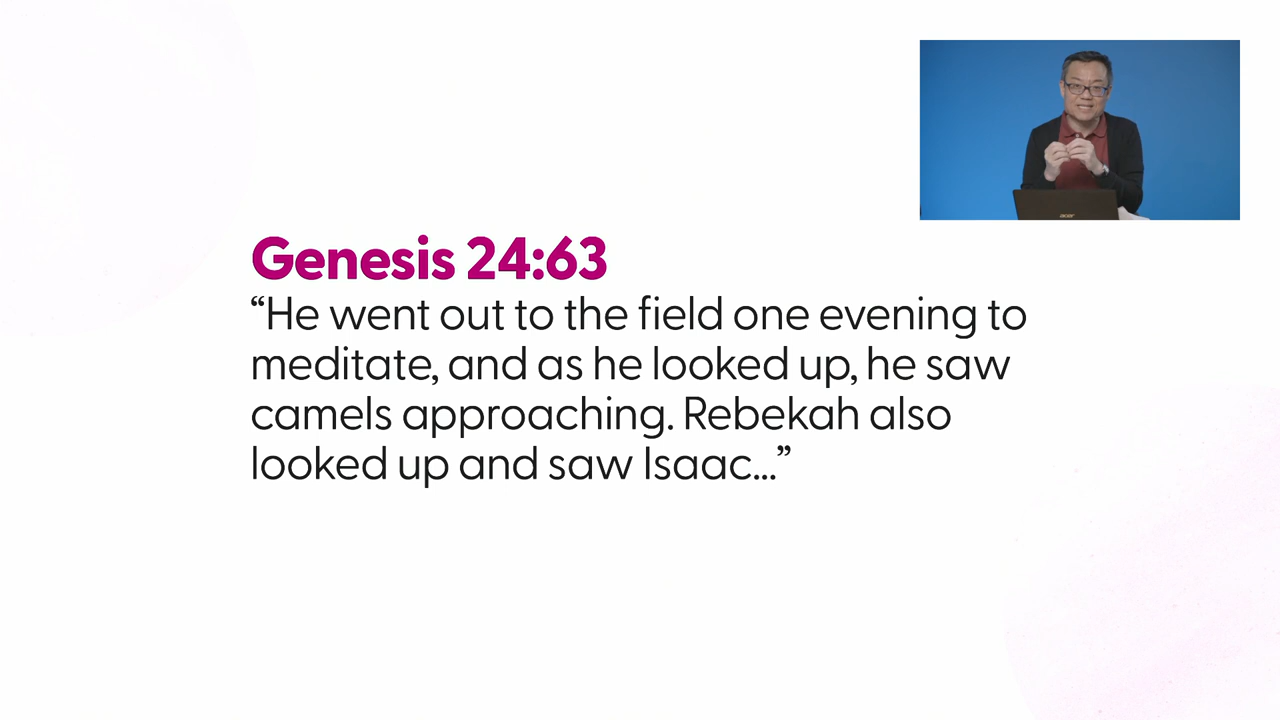 Genesis 24:63
“He went out to the field one evening to
meditate, and as he looked up, he saw
camels approaching. Rebekah also
looked up and saw Isaac...”
acer